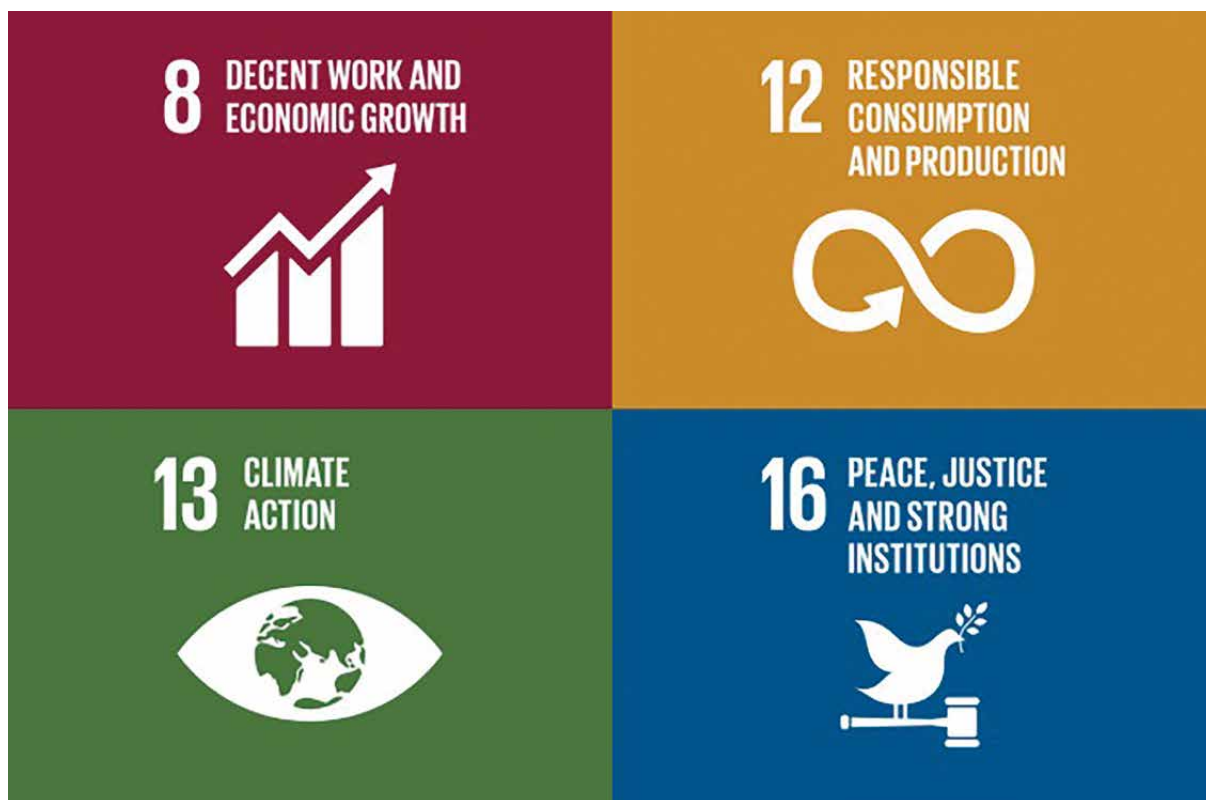 8 DECENT WORK AND
ECONOMIC GROWTH
12 RESPONSIBLE
CONSUMPTION
AND PRODUCTION
13 CLIMATE
ACTION
16 PEACE, JUSTICE
AND STRONG
INSTITUTIONS